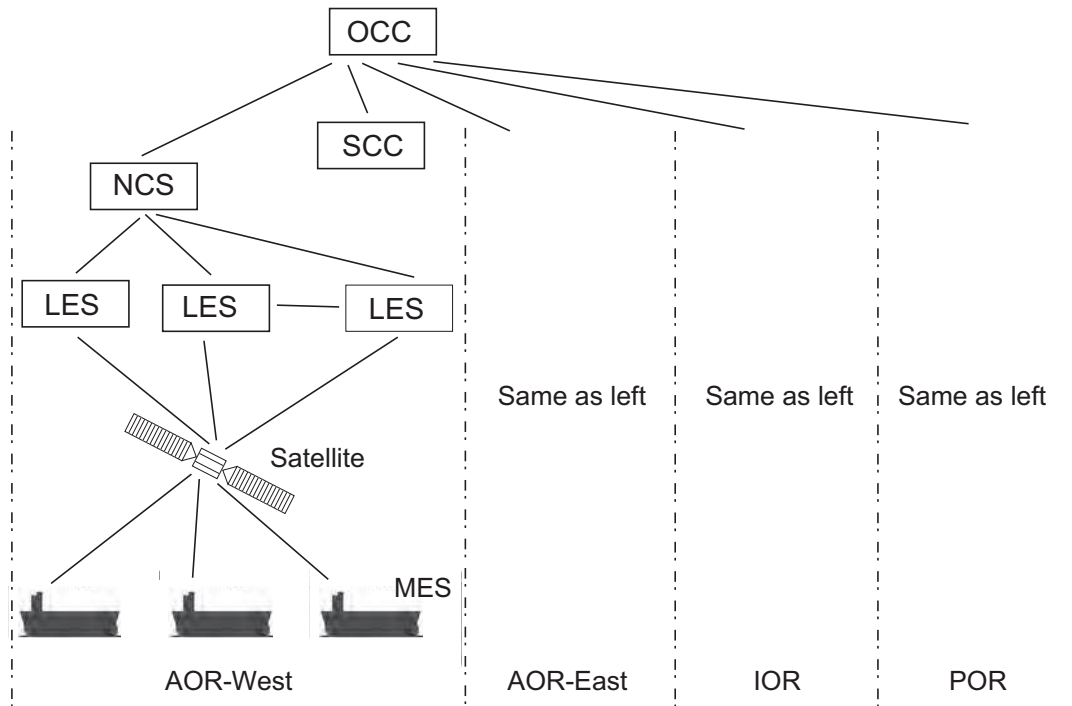 OCC
SCC
NCS
LES
LES
LES
Same as left
Same as left
Same as left
Satellite
MES
AOR-West
AOR-East
IOR
POR